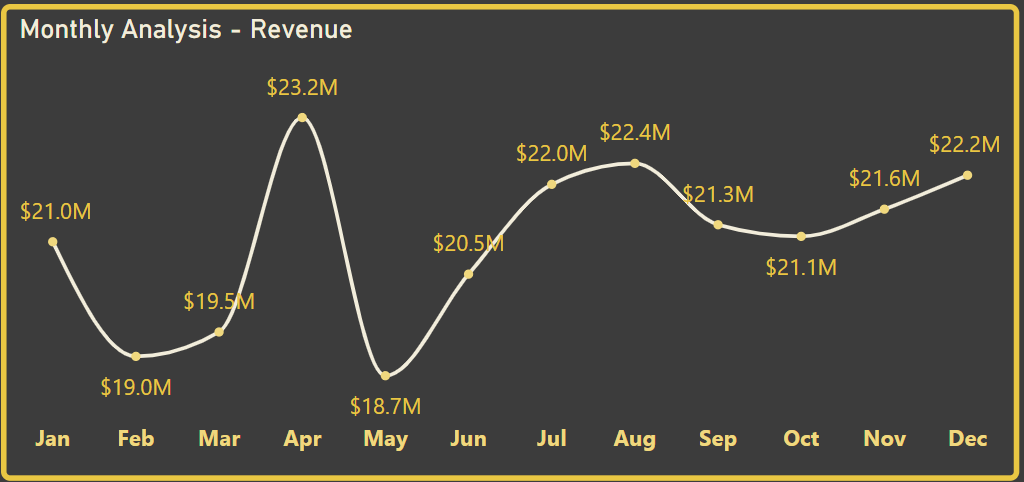 Monthly Analysis - Revenue
$23.2M
$22.4M
$22.2M
$22.0M
$21.6M
$21.3M
$21.0M
$20.5M
$21.1M
$19.5M
$19.0M
$18.7M
Jan Feb Mar Apr May Jun Jul Aug Sep Oct Nov Dec